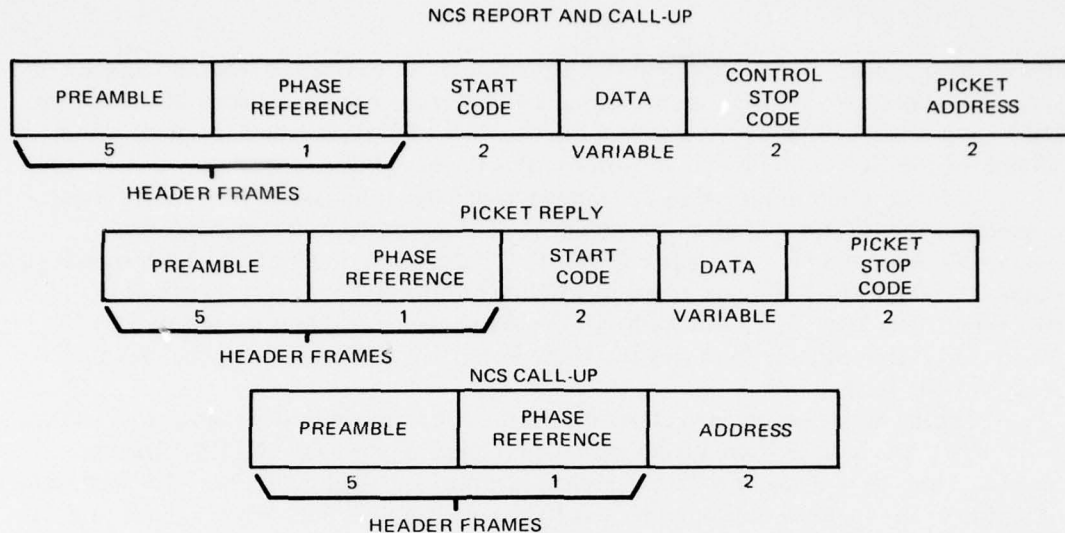 NCS REPORT AND CALL-UP
PREAMBLE
PHASE
REFERENCE
START
CODE
DATA
CONTROL
STOP
CODE
PICKET
ADDRESS
5
1
2
VARIABLE
2
2
HEADER FRAMES
PICKET REPLY
PREAMBLE
PHASE
REFERENCE
START
CODE
DATA
PICKET
STOP
CODE
5
1
2
VARIABLE
2
HEADER FRAMES
NCS CALL-UP
PREAMBLE
PHASE
REFERENCE
ADDRESS
5
1
2
HEADER FRAMES